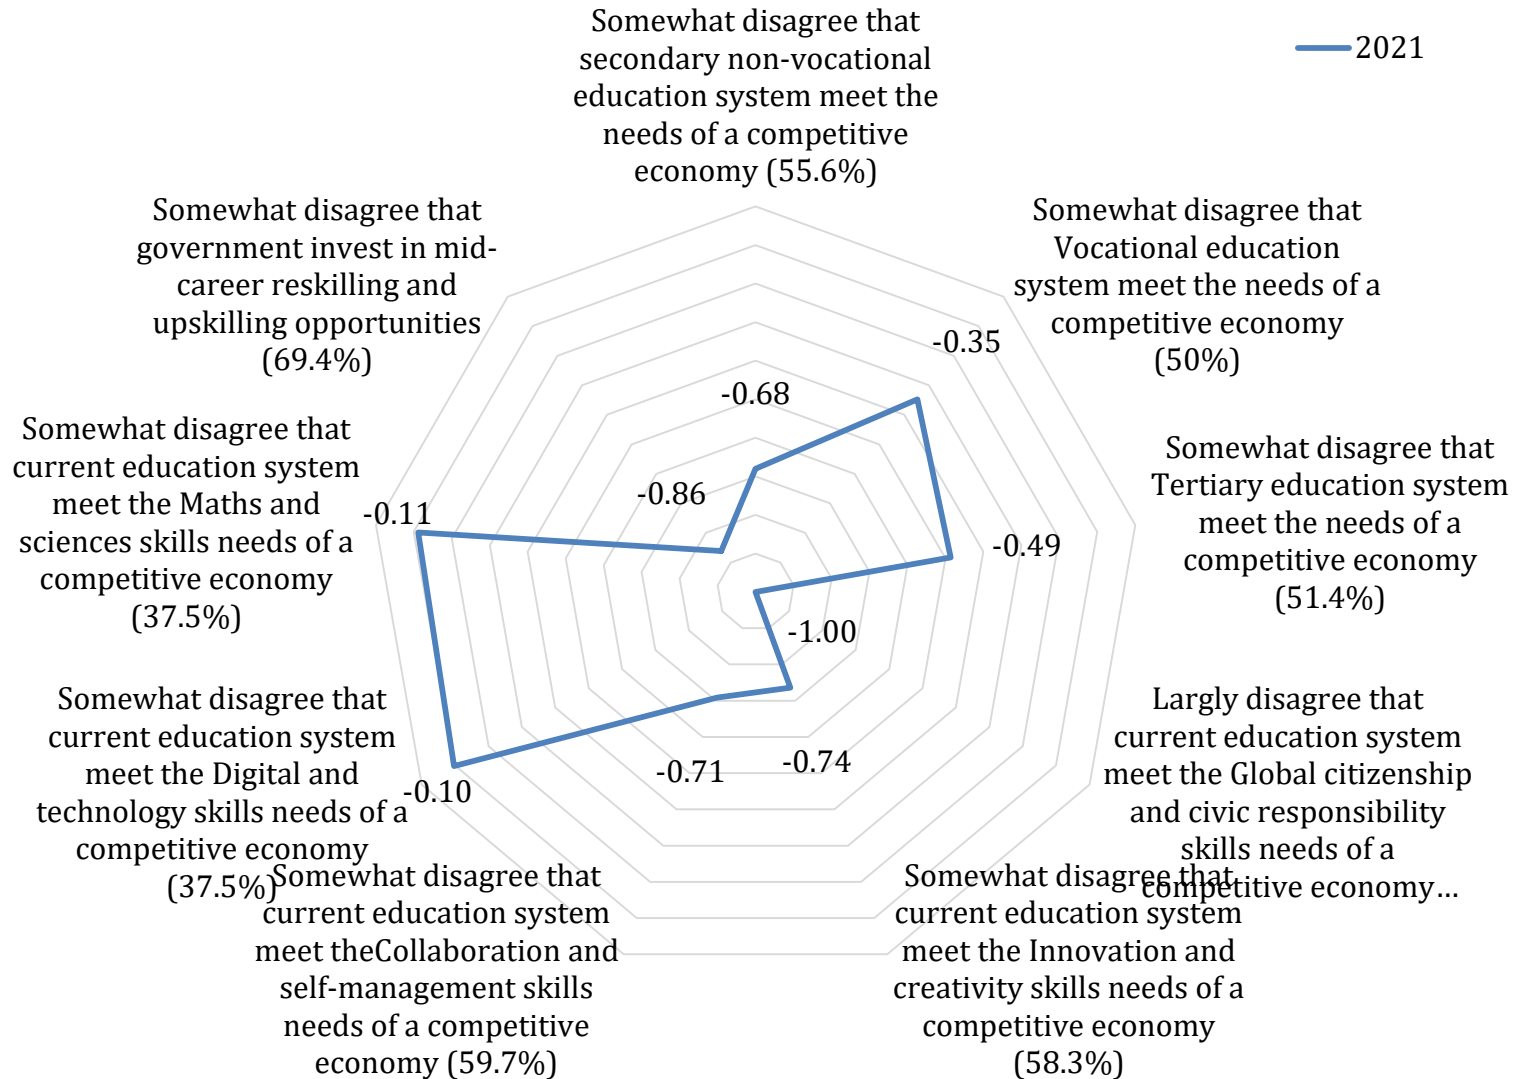 Somewhat disagree that
secondary non-vocational
education system meet the
needs of a competitive
economy (55.6%)
2021
Somewhat disagree that
Vocational education
system meet the needs of a
competitive economy
(50%)
Somewhat disagree that
Tertiary education system
meet the needs of a
competitive economy
(51.4%)
Largly disagree that
current education system
meet the Global citizenship
and civic responsibility
skills needs of a
competitive economy…
Somewhat disagree that
current education system
meet the Innovation and
creativity skills needs of a
competitive economy
(58.3%)
Somewhat disagree that
current education system
meet theCollaboration and
self-management skills
needs of a competitive
economy (59.7%)
Somewhat disagree that
current education system
meet the Digital and
technology skills needs of a
competitive economy
(37.5%)
Somewhat disagree that
current education system
meet the Maths and
sciences skills needs of a
competitive economy
(37.5%)
Somewhat disagree that
government invest in mid-
career reskilling and
upskilling opportunities
(69.4%)
-0.68
-0.35
-0.49
-1.00
-0.74
-0.71
-0.10
-0.11
-0.86